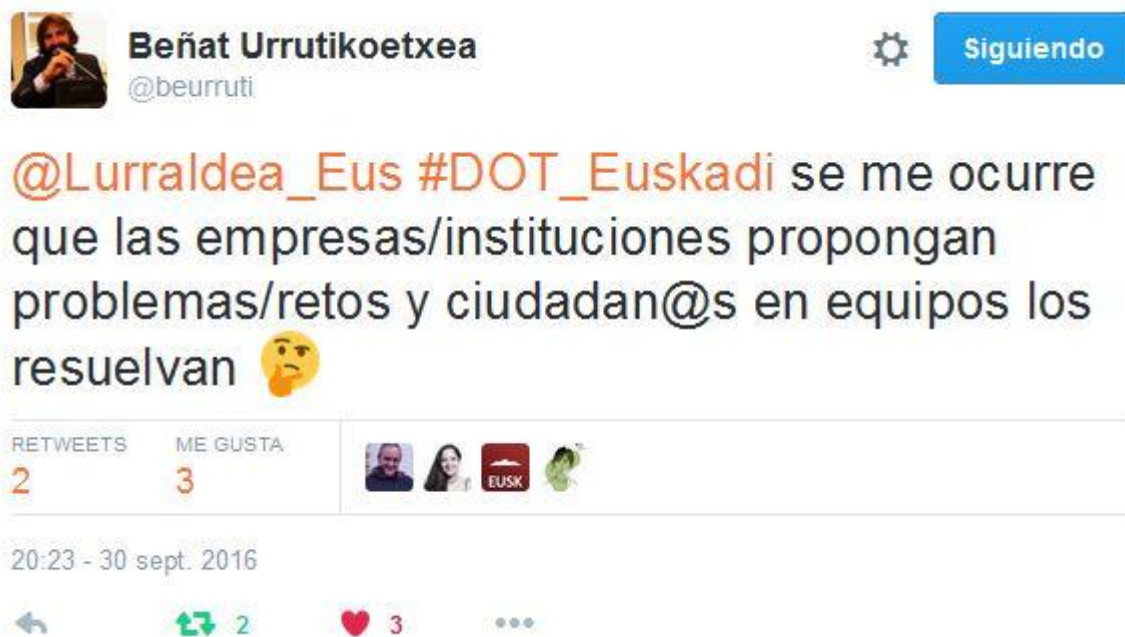 Beñat Urrutikoetxea
@beurruti
Siguiendo
@Lurraldea_Eus #DOT_Euskadi se me ocurre
que las empresas/instituciones propongan
problemas/retos y ciudadan@s en equipos los
resuelvan 🤔
RETWEETS
2
ME GUSTA
3
EUSK
20:23 - 30 sept. 2016
2
3